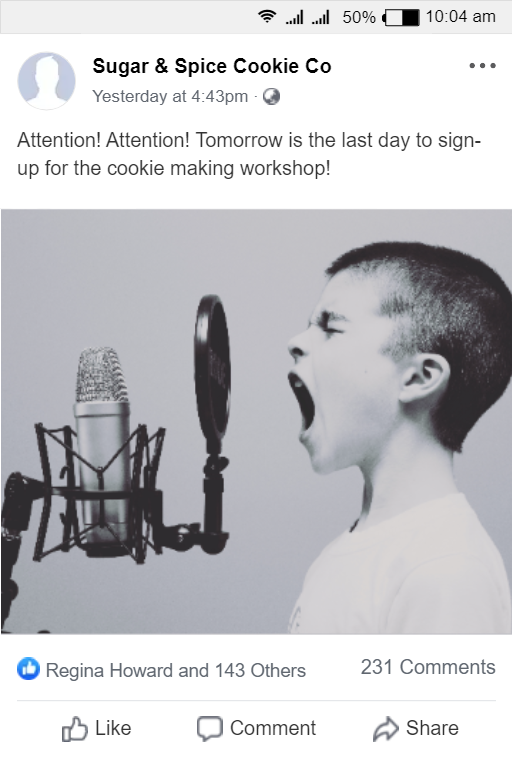 50% 10:04 am
Sugar & Spice Cookie Co
Yesterday at 4:43pm ·
Attention! Attention! Tomorrow is the last day to sign-
up for the cookie making workshop!
Regina Howard and 143 Others
231 Comments
Like Comment Share